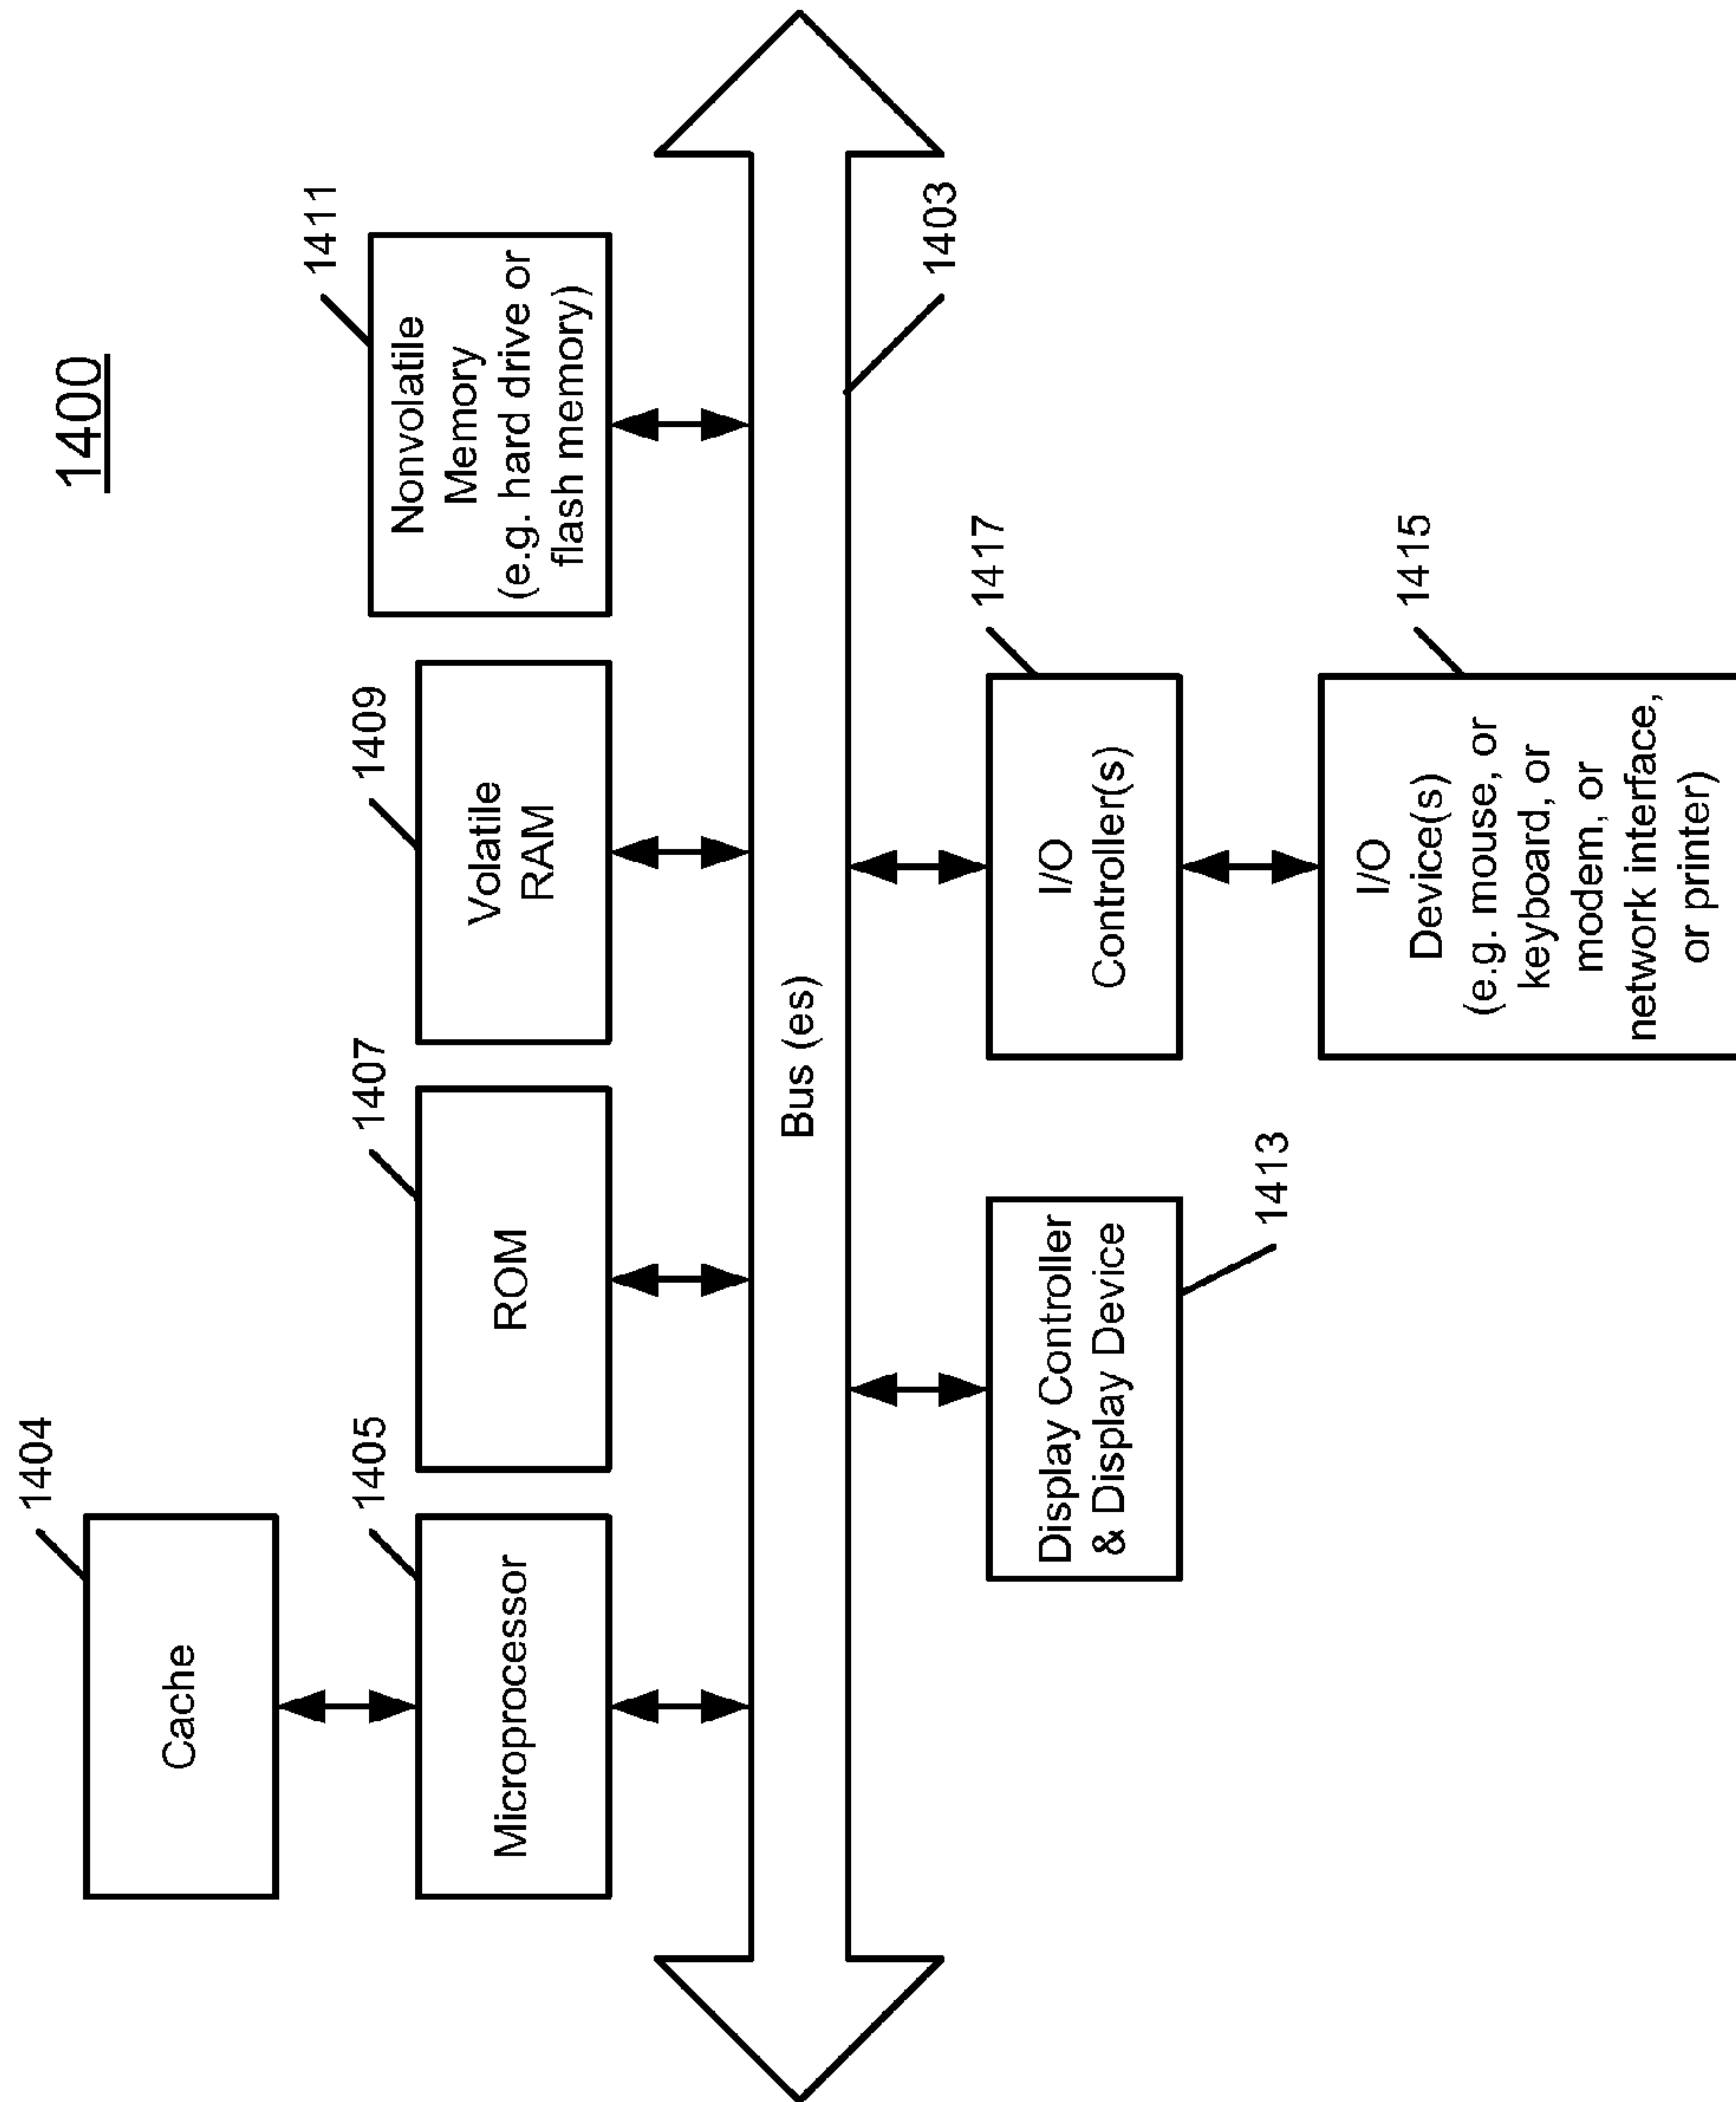 1400
1404
Cache
1405
Microprocessor
1407
ROM
1409
Volatile
RAM
1411
Nonvolatile
Memory
(e.g. hard drive or
flash memory)
Bus (es)
1403
Display Controller
& Display Device
1413
1417
I/O
Controller(s)
1415
I/O
Device(s)
(e.g. mouse, or
keyboard, or
modem, or
network interface,
or printer)